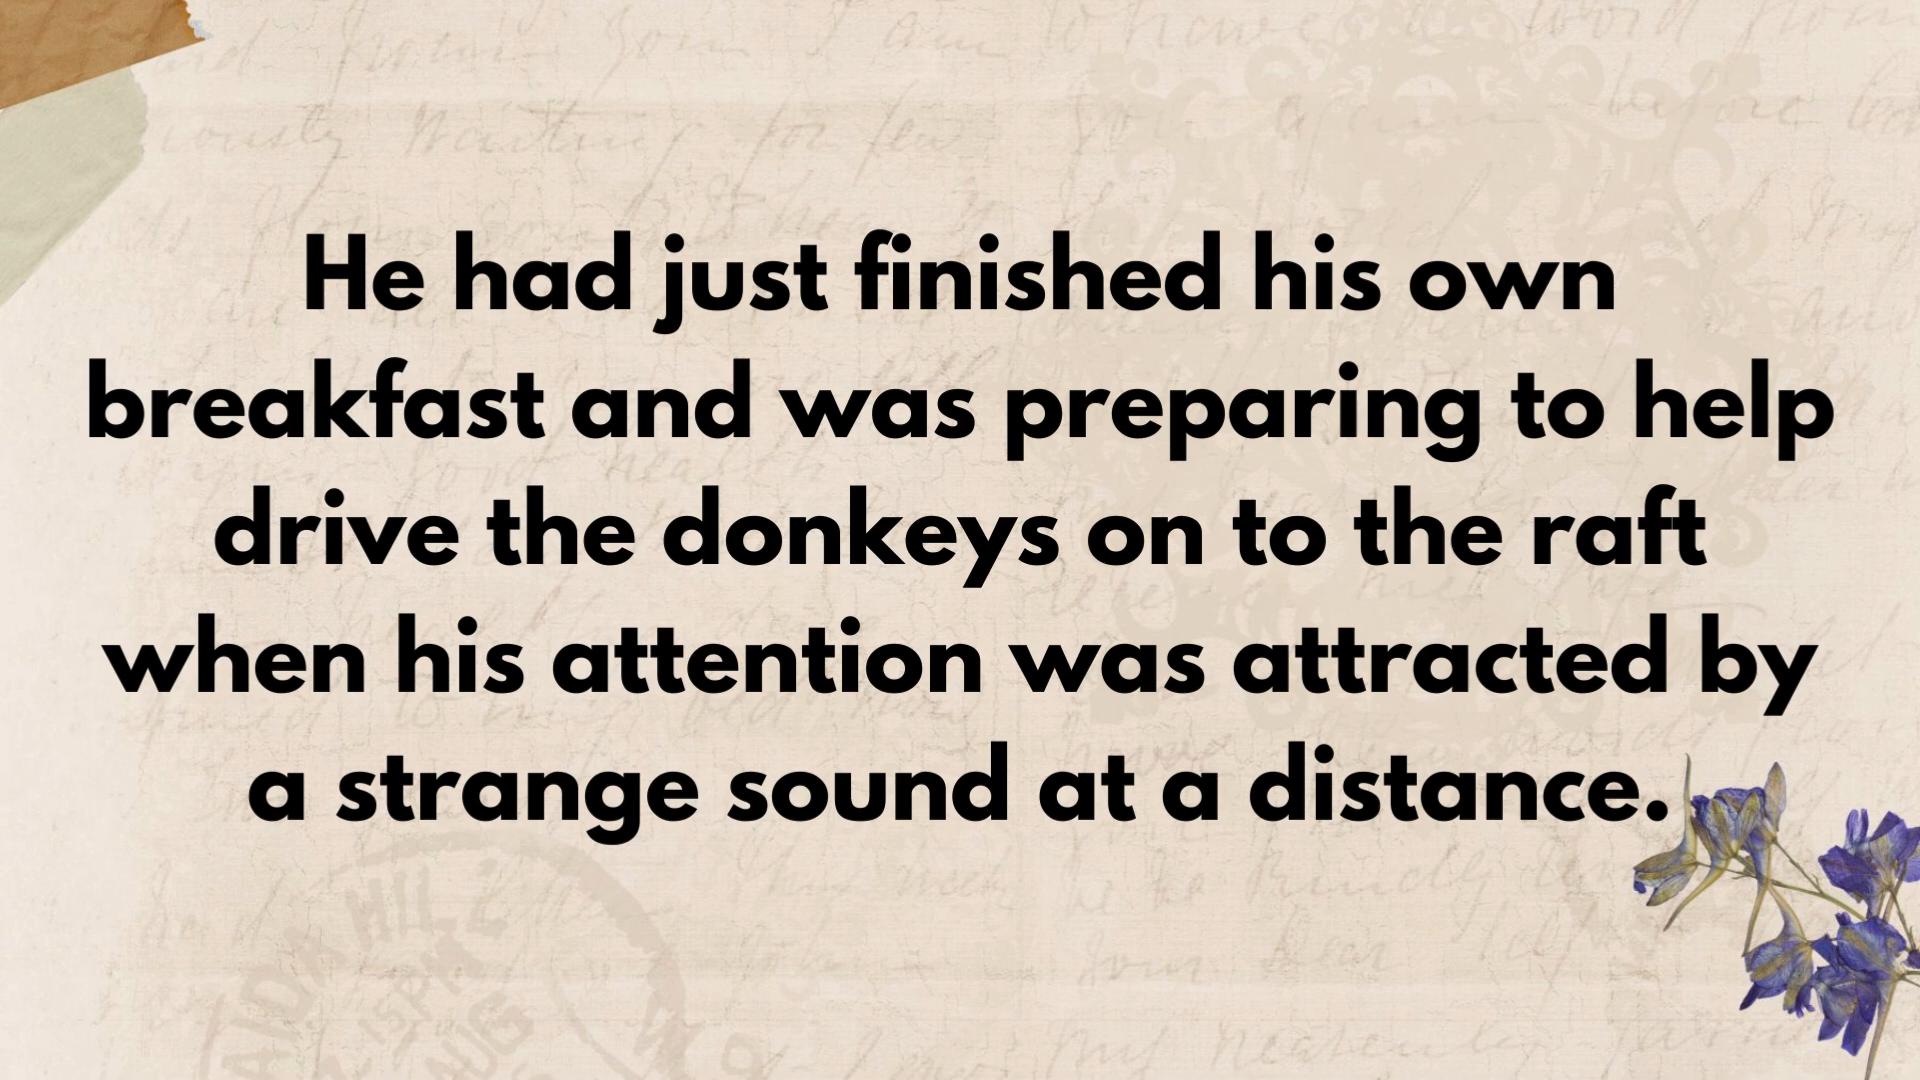 He had just finished his own
breakfast and was preparing to help
drive the donkeys on to the raft
when his attention was attracted by
a strange sound at a distance.